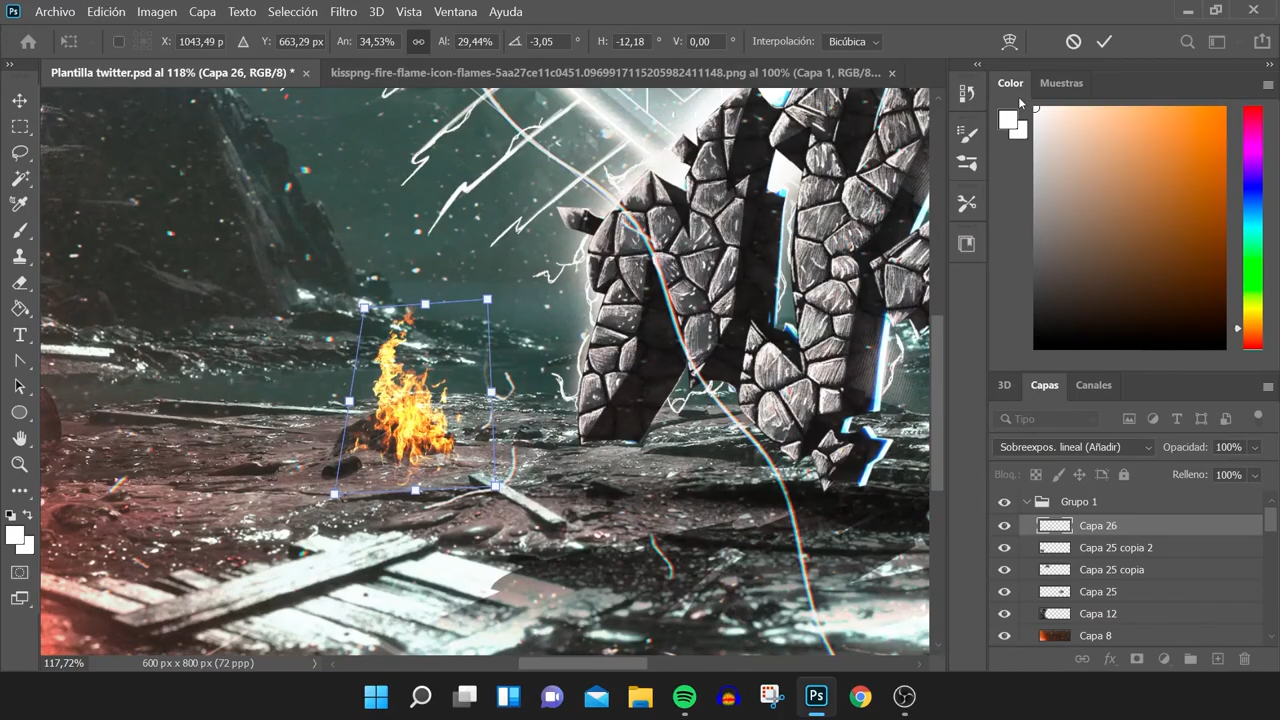 Ps Archivo Edición Imagen Capa Texto Selección Filtro 3D Vista Ventana Ayuda
X: 1043,49 p Y: 663,29 px An: 34,53% Al: 29,44% -3,05 ° H: -12,18 ° V: 0,00 ° Interpolación: Bicúbica
Plantilla twitter.psd al 118% (Capa 26, RGB/8) * × kisspng-fire-flame-icon-flames-5aa27ce11c0451.0969917115205982411148.png al 100% (Capa 1, RGB/8... ×
Color Muestras
3D Capas Canales
Tipo
Sobreexpos. lineal (Añadir) Opacidad: 100%
Bloq.: Relleno: 100%
Grupo 1
Capa 26
Capa 25 copia 2
Capa 25 copia
Capa 25
Capa 12
Capa 8
117,72% 600 px x 800 px (72 ppp)
Ps